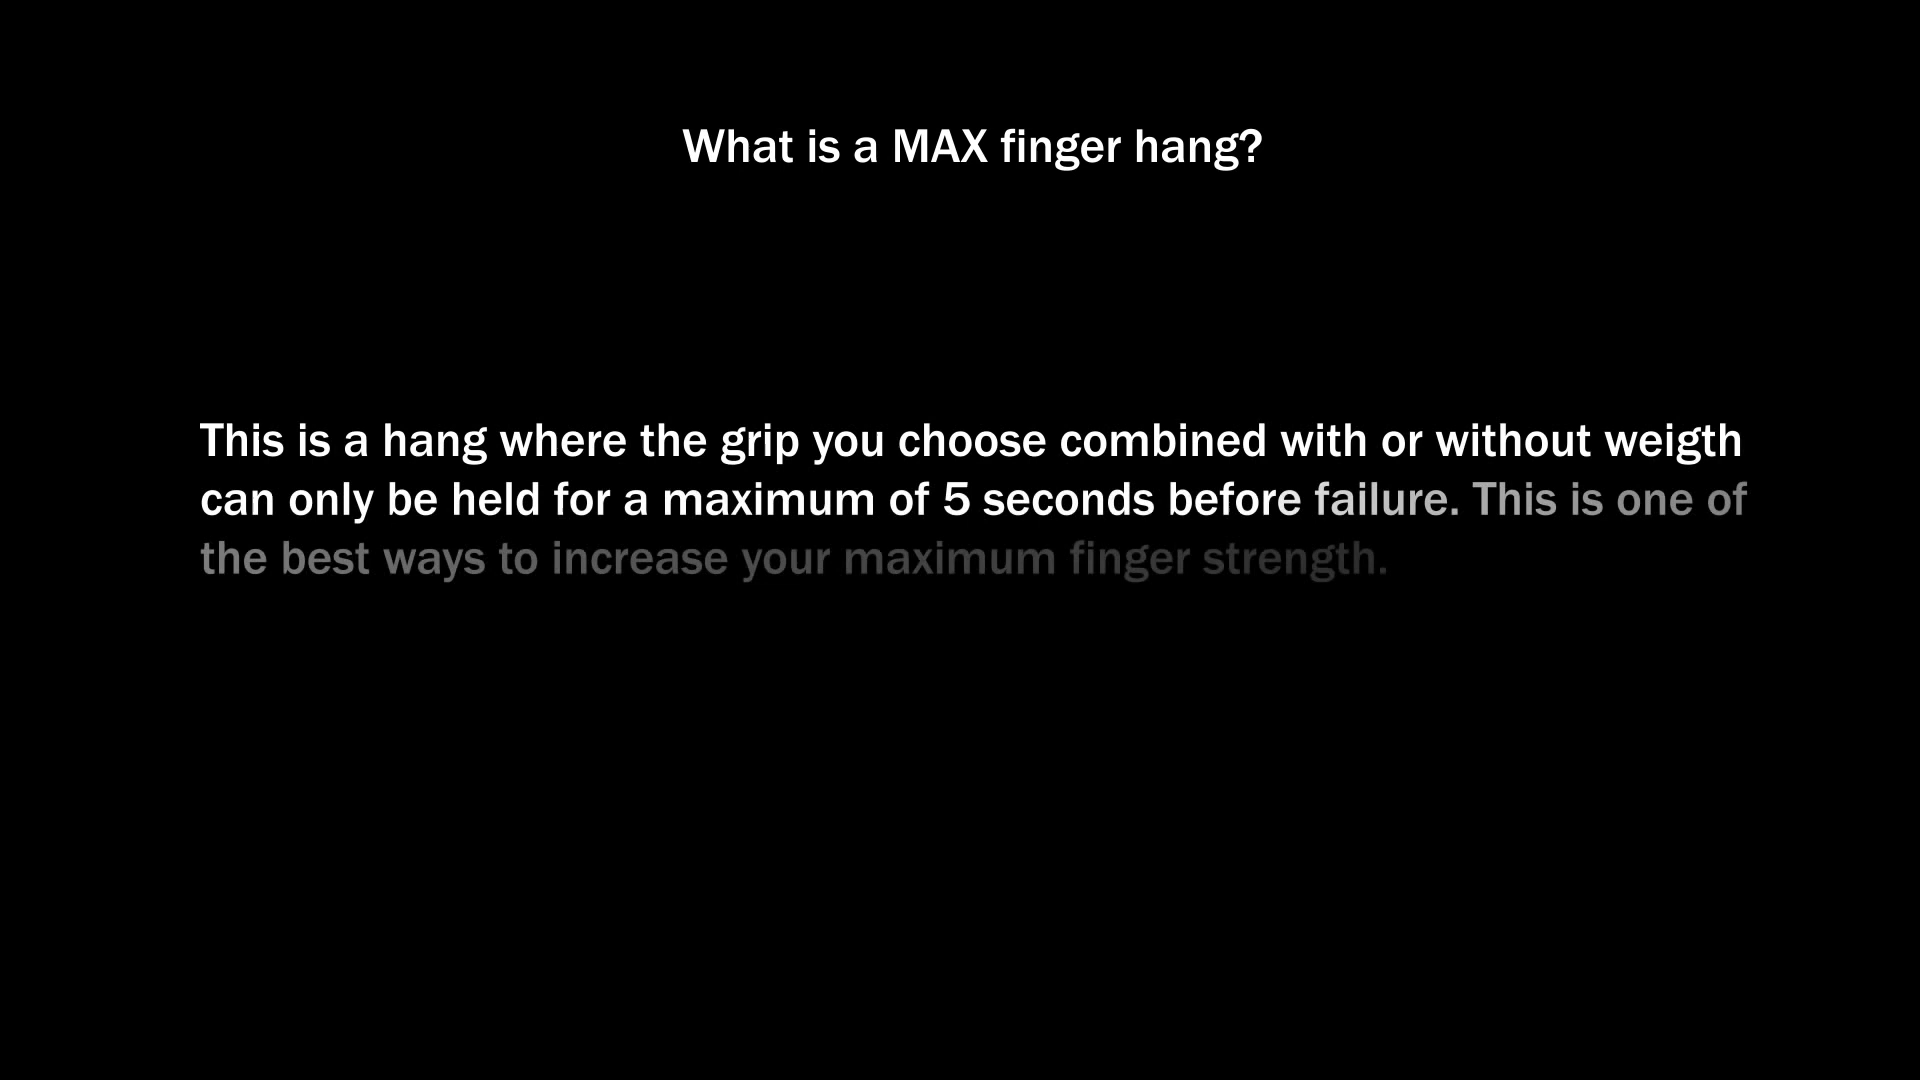 What is a MAX finger hang?
This is a hang where the grip you choose combined with or without weigth
can only be held for a maximum of 5 seconds before failure. This is one of
the best ways to increase your maximum finger strength.